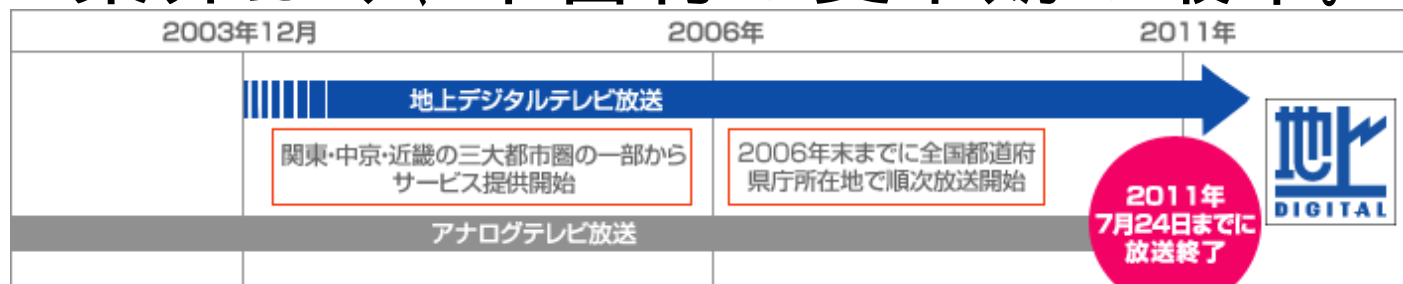 2003年12月
2006年
2011年
地上デジタルテレビ放送
関東・中京・近畿の三大都市圏の一部から
サービス提供開始
2006年末までに全国都道府
県庁所在地で順次放送開始
地上
DIGITAL
2011年
7月24日までに
放送終了
アナログテレビ放送